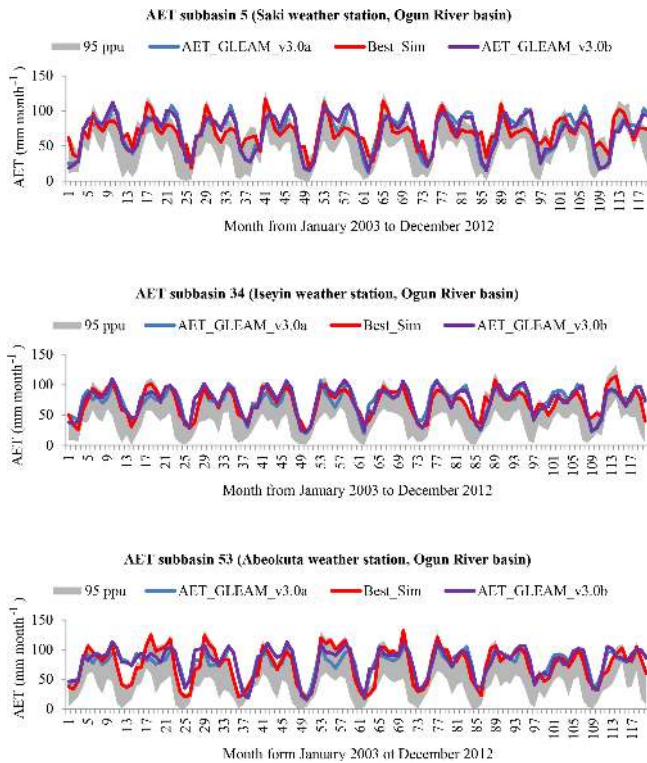 AET subbasin 5 (Saki weather station, Ogun River basin)
95 ppu AET_GLEAM_v3.0a Best_Sim AET_GLEAM_v3.0b
AET (mm month⁻¹)
150
100
50
0
1 5 9 13 17 21 25 29 33 37 41 45 49 53 57 61 65 69 73 77 81 85 89 93 97 101 105 109 113 117
Month from January 2003 to December 2012
AET subbasin 34 (Iseyin weather station, Ogun River basin)
95 ppu AET_GLEAM_v3.0a Best_Sim AET_GLEAM_v3.0b
AET (mm month⁻¹)
150
100
50
0
1 5 9 13 17 21 25 29 33 37 41 45 49 53 57 61 65 69 73 77 81 85 89 93 97 101 105 109 113 117
Month from January 2003 to December 2012
AET subbasin 53 (Abeokuta weather station, Ogun River basin)
95 ppu AET_GLEAM_v3.0a Best_Sim AET_GLEAM_v3.0b
AET (mm month⁻¹)
150
100
50
0
1 5 9 13 17 21 25 29 33 37 41 45 49 53 57 61 65 69 73 77 81 85 89 93 97 101 105 109 113 117
Month form January 2003 ot December 2012